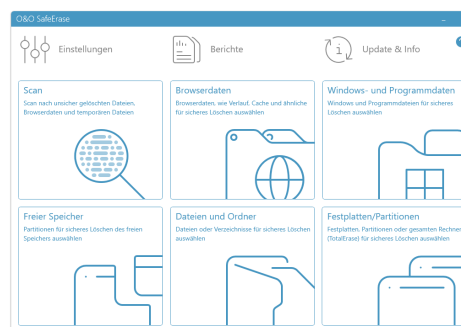 O&O SafeErase
Einstellungen
Berichte
Update & Info
Scan
Scan nach unsicher gelöschten Dateien,
Browserdaten und temporären Dateien
Browserdaten
Browserdaten, wie Verlauf, Cache und ähnliche
für sicheres Löschen auswählen
Windows- und Programmdaten
Windows und Programmdateien für sicheres
Löschen auswählen
Freier Speicher
Partitionen für sicheres Löschen des freien
Speichers auswählen
Dateien und Ordner
Dateien oder Verzeichnisse für sicheres Löschen
auswählen
Festplatten/Partitionen
Festplatten, Partitionen oder gesamten Rechner
(TotalErase) für sicheres Löschen auswählen